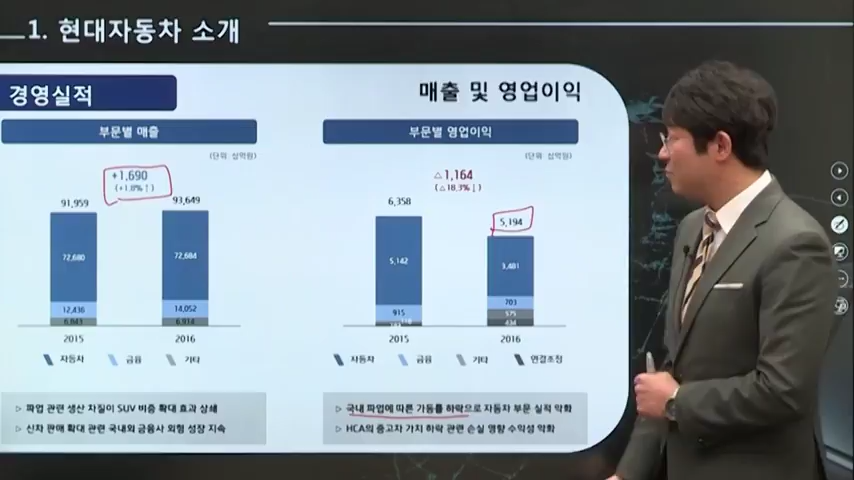 1. 현대자동차 소개
경영실적
매출 및 영업이익
부문별 매출
부문별 영업이익
(단위: 십억원)
(단위: 십억원)
+1,690
(+1.8% ↑)
△1,164
(△18.3% ↓)
91,959
93,649
6,358
5,194
72,680
72,684
5,142
3,481
12,436
14,052
915
703
6,843
6,914
575
434
2015
2016
2015
2016
자동차
금융
기타
자동차
금융
기타
연결조정
▷ 파업 관련 생산 차질이 SUV 비중 확대 효과 상쇄
▷ 신차 판매 확대 관련 국내외 금융사 외형 성장 지속
▷ 국내 파업에 따른 가동률 하락으로 자동차 부문 실적 악화
▷ HCA의 중고차 가치 하락 관련 손실 영향 수익성 악화